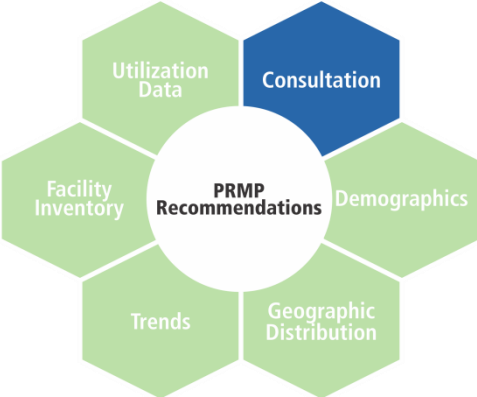 Utilization
Data
Consultation
Facility
Inventory
PRMP
Recommendations
Demographics
Trends
Geographic
Distribution